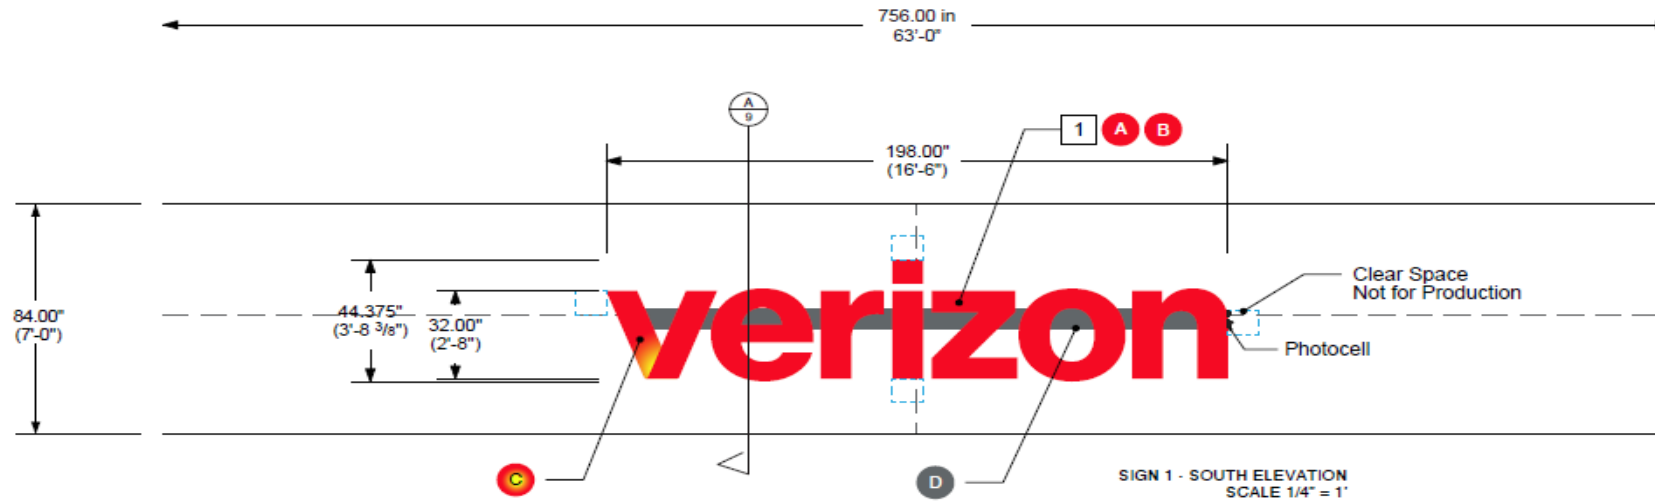 756.00 in
63'-0"
A
9
1 A B
198.00"
(16'-6")
84.00"
(7'-0")
44.375"
(3'-8 3/8")
32.00"
(2'-8")
verizon
Clear Space
Not for Production
Photocell
C
D
SIGN 1 - SOUTH ELEVATION
SCALE 1/4" = 1'